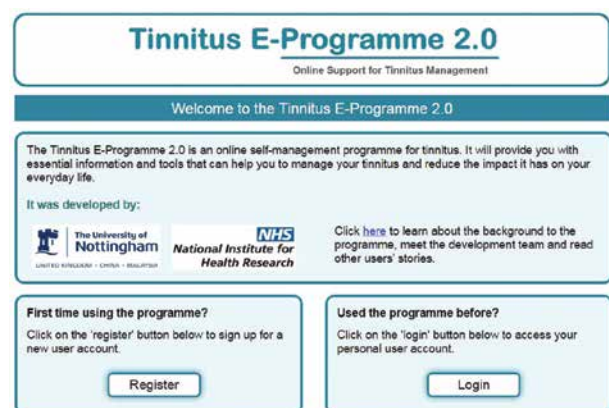 Tinnitus E-Programme 2.0
Online Support for Tinnitus Management
Welcome to the Tinnitus E-Programme 2.0
The Tinnitus E-Programme 2.0 is an online self-management programme for tinnitus. It will provide you with
essential information and tools that can help you to manage your tinnitus and reduce the impact it has on your
everyday life.
It was developed by:
The University of
Nottingham
UNITED KINGDOM • CHINA • MALAYSIA
NHS
National Institute for
Health Research
Click here to learn about the background to the
programme, meet the development team and read
other users' stories.
First time using the programme?
Click on the 'register' button below to sign up for a
new user account.
Register
Used the programme before?
Click on the 'login' button below to access your
personal user account.
Login